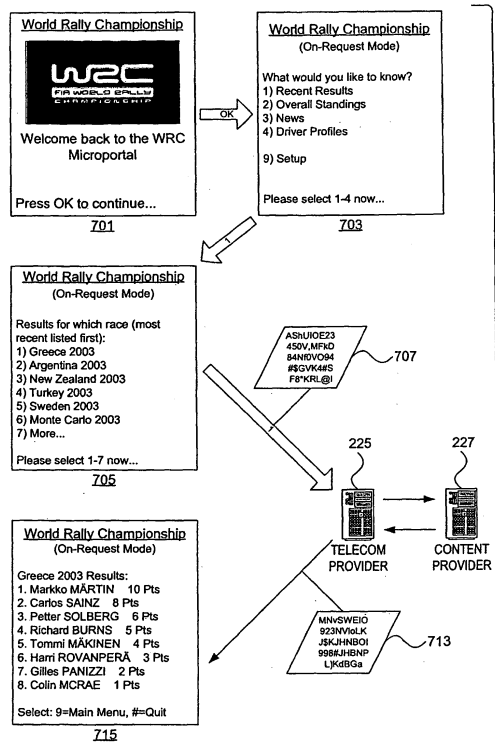 World Rally Championship
WRC
FIA WORLD RALLY
CHAMPIONSHIP
Welcome back to the WRC
Microportal
Press OK to continue...
701
OK
World Rally Championship
(On-Request Mode)
What would you like to know?
1) Recent Results
2) Overall Standings
3) News
4) Driver Profiles
9) Setup
Please select 1-4 now...
703
1
World Rally Championship
(On-Request Mode)
Results for which race (most
recent listed first):
1) Greece 2003
2) Argentina 2003
3) New Zealand 2003
4) Turkey 2003
5) Sweden 2003
6) Monte Carlo 2003
7) More...
Please select 1-7 now...
705
1
AShUIOE23
450V,MFkD
84Nf0VO94
#$GVK4#S
F8*KRL@I
707
225
227
TELECOM
PROVIDER
CONTENT
PROVIDER
MNvSWEIO
923NVIoLK
J$KJHNBOI
998#JHBNP
L)KdBGa
713
World Rally Championship
(On-Request Mode)
Greece 2003 Results:
1. Markko MÄRTIN 10 Pts
2. Carlos SAINZ 8 Pts
3. Petter SOLBERG 6 Pts
4. Richard BURNS 5 Pts
5. Tommi MÄKINEN 4 Pts
6. Harri ROVANPERÄ 3 Pts
7. Gilles PANIZZI 2 Pts
8. Colin MCRAE 1 Pts
Select: 9=Main Menu, #=Quit
715